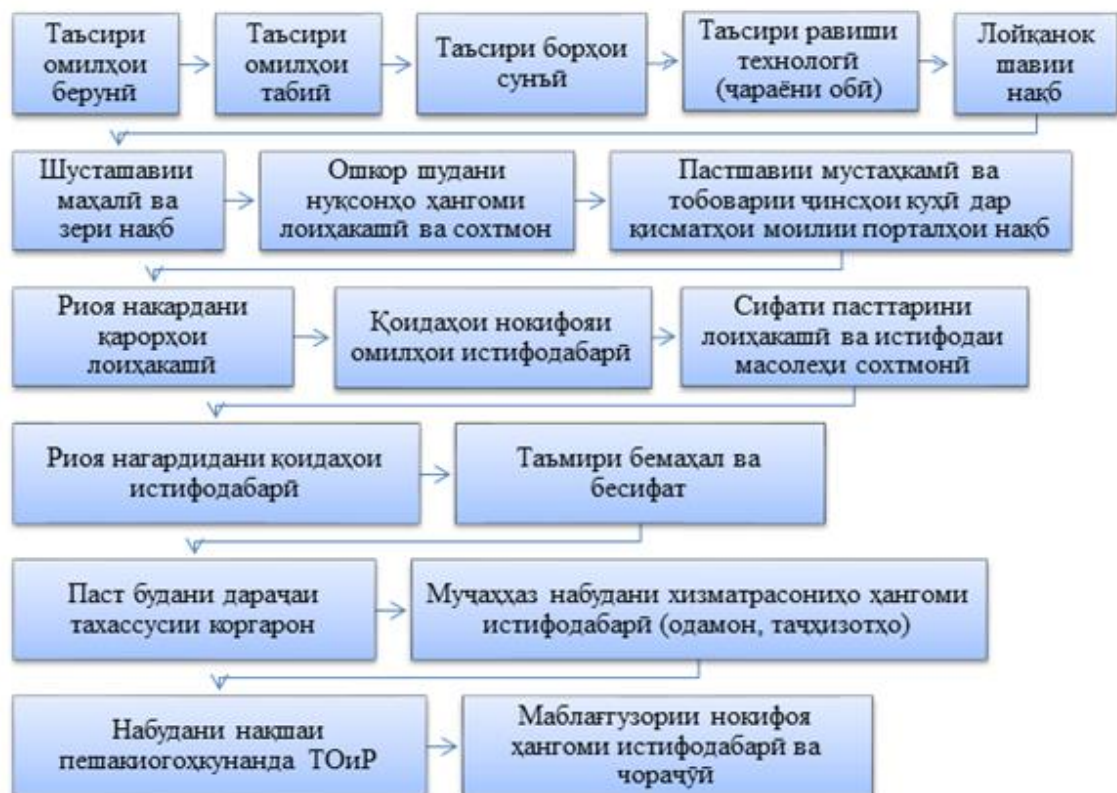 Таъсири
омилҳои
берунӣ
Таъсири
омилҳои
табиӣ
Таъсири борҳои
сунъӣ
Таъсири равиши
технологӣ
(ҷараёни обӣ)
Лойқанок
шавии
нақб
Шусташавии
маҳалӣ ва
зери нақб
Ошкор шудани
нуқсонҳо ҳангоми
лоиҳакашӣ ва сохтмон
Пастшавии мустаҳкамӣ ва
тобоварии ҷинсҳои куҳӣ дар
қисматҳои моилии порталҳои нақб
Риоя накардани
қарорҳои
лоиҳакашӣ
Қоидаҳои нокифояи
омилҳои истифодабарӣ
Сифати пасттарини
лоиҳакашӣ ва истифодаи
масолеҳи сохтмонӣ
Риоя нагардидани қоидаҳои
истифодабарӣ
Таъмири бемаҳал ва
бесифат
Паст будани дараҷаи
тахассусии коргарон
Муҷаҳҳаз набудани хизматрасониҳо ҳангоми
истифодабарӣ (одамон, таҷҳизотҳо)
Набудани нақшаи
пешакиогоҳкунанда ТОиР
Маблағгузории нокифоя
ҳангоми истифодабарӣ ва
чораҷӯӣ